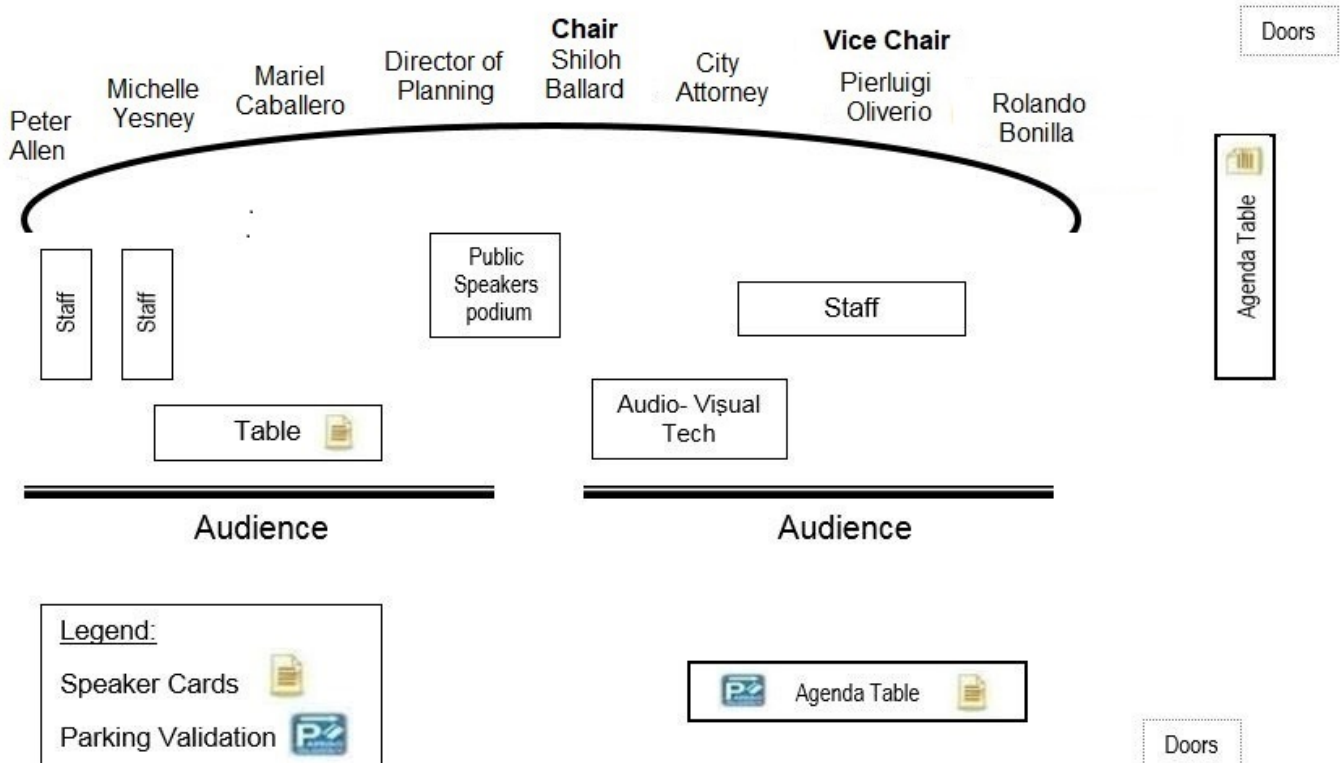 Peter
Allen
Michelle
Yesney
Mariel
Caballero
Director of
Planning
Chair
Shiloh
Ballard
City
Attorney
Vice Chair
Pierluigi
Oliverio
Rolando
Bonilla
Doors
Agenda Table
Staff
Staff
Public
Speakers
podium
Staff
Table
Audio- Visual
Tech
Audience
Audience
Legend:
Speaker Cards
Parking Validation
P
Agenda Table
P
Doors